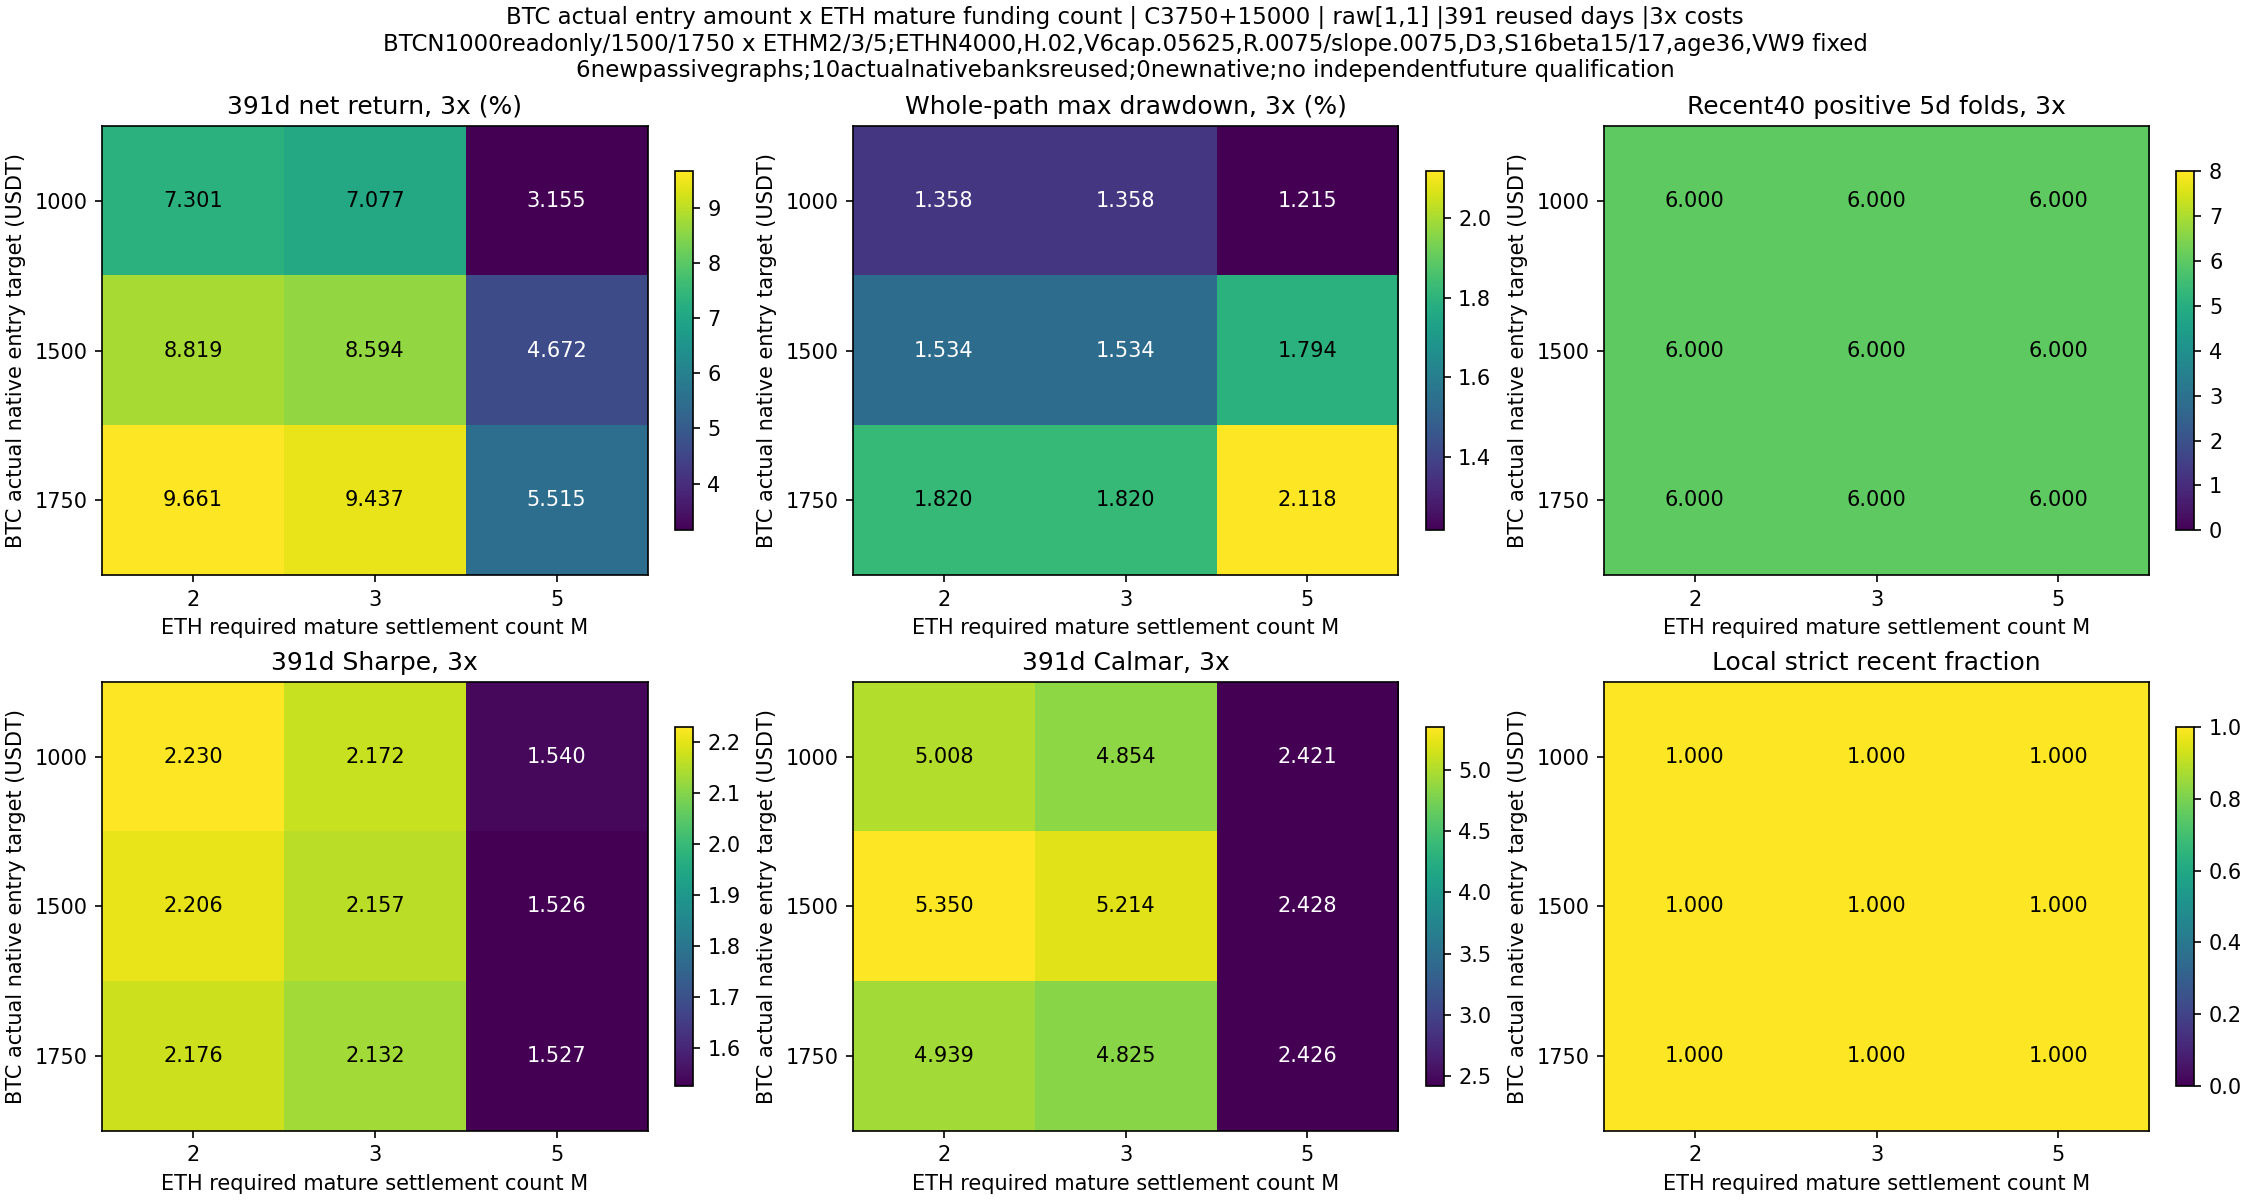 BTC actual entry amount x ETH mature funding count | C3750+15000 | raw[1,1] |391 reused days |3x costs
BTCN1000readonly/1500/1750 x ETHM2/3/5;ETHN4000,H.02,V6cap.05625,R.0075/slope.0075,D3,S16beta15/17,age36,VW9 fixed
6newpassivegraphs;10actualnativebanksreused;0newnative;no independentfuture qualification
391d net return, 3x (%)
BTC actual native entry target (USDT)
1000
1500
1750
7.301 7.077 3.155
8.819 8.594 4.672
9.661 9.437 5.515
2 3 5
ETH required mature settlement count M
9
8
7
6
5
4
Whole-path max drawdown, 3x (%)
BTC actual native entry target (USDT)
1000
1500
1750
1.358 1.358 1.215
1.534 1.534 1.794
1.820 1.820 2.118
2 3 5
ETH required mature settlement count M
2.0
1.8
1.6
1.4
Recent40 positive 5d folds, 3x
BTC actual native entry target (USDT)
1000
1500
1750
6.000 6.000 6.000
6.000 6.000 6.000
6.000 6.000 6.000
2 3 5
ETH required mature settlement count M
8
7
6
5
4
3
2
1
0
391d Sharpe, 3x
BTC actual native entry target (USDT)
1000
1500
1750
2.230 2.172 1.540
2.206 2.157 1.526
2.176 2.132 1.527
2 3 5
ETH required mature settlement count M
2.2
2.1
2.0
1.9
1.8
1.7
1.6
391d Calmar, 3x
BTC actual native entry target (USDT)
1000
1500
1750
5.008 4.854 2.421
5.350 5.214 2.428
4.939 4.825 2.426
2 3 5
ETH required mature settlement count M
5.0
4.5
4.0
3.5
3.0
2.5
Local strict recent fraction
BTC actual native entry target (USDT)
1000
1500
1750
1.000 1.000 1.000
1.000 1.000 1.000
1.000 1.000 1.000
2 3 5
ETH required mature settlement count M
1.0
0.8
0.6
0.4
0.2
0.0